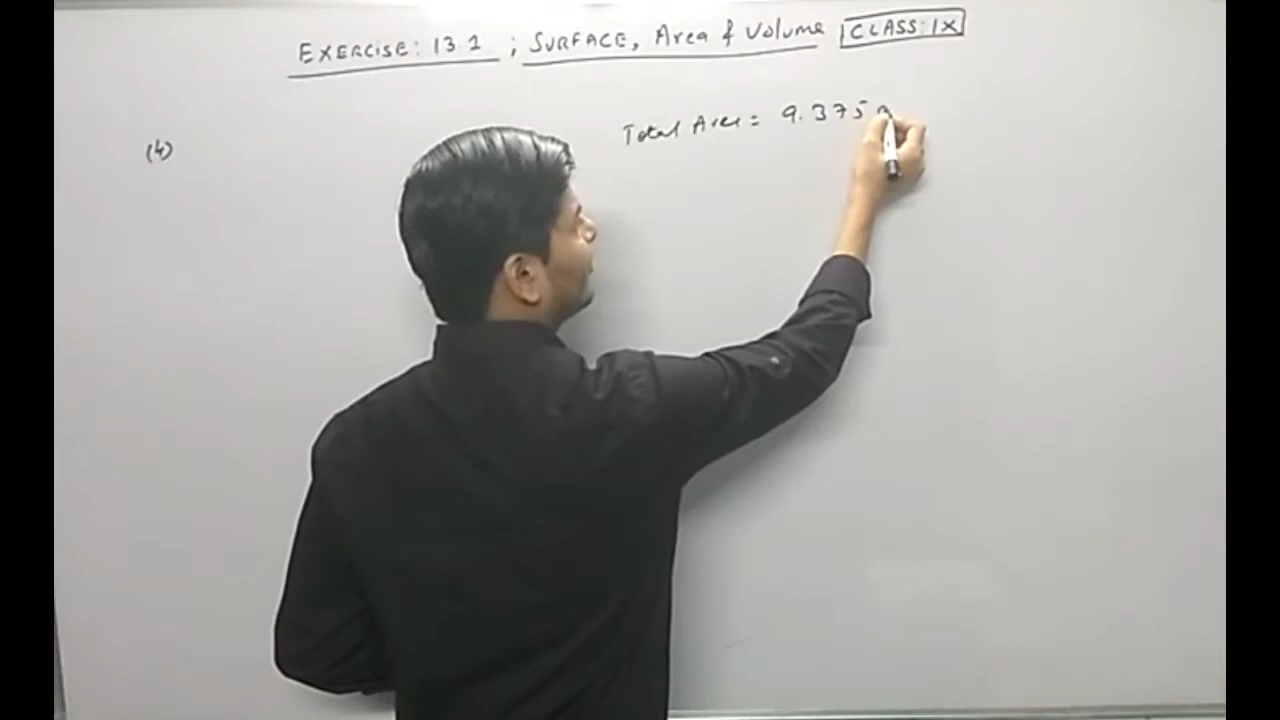 EXERCISE: 13.1 ; SURFACE, Area & Volume CLASS: IX
(4)
Total Area = 9.375